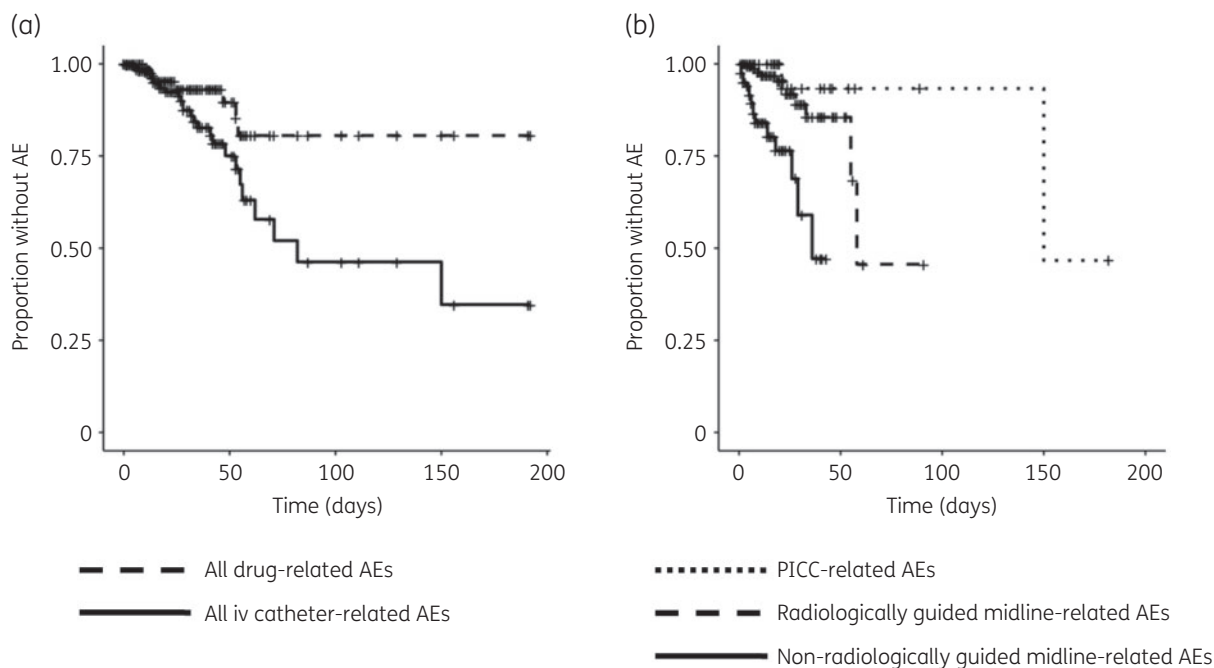 (a)
Proportion without AE
1.00
0.75
0.50
0.25
0
0 50 100 150 200
Time (days)
All drug-related AEs
All iv catheter-related AEs
(b)
Proportion without AE
1.00
0.75
0.50
0.25
0
0 50 100 150 200
Time (days)
PICC-related AEs
Radiologically guided midline-related AEs
Non-radiologically guided midline-related AEs